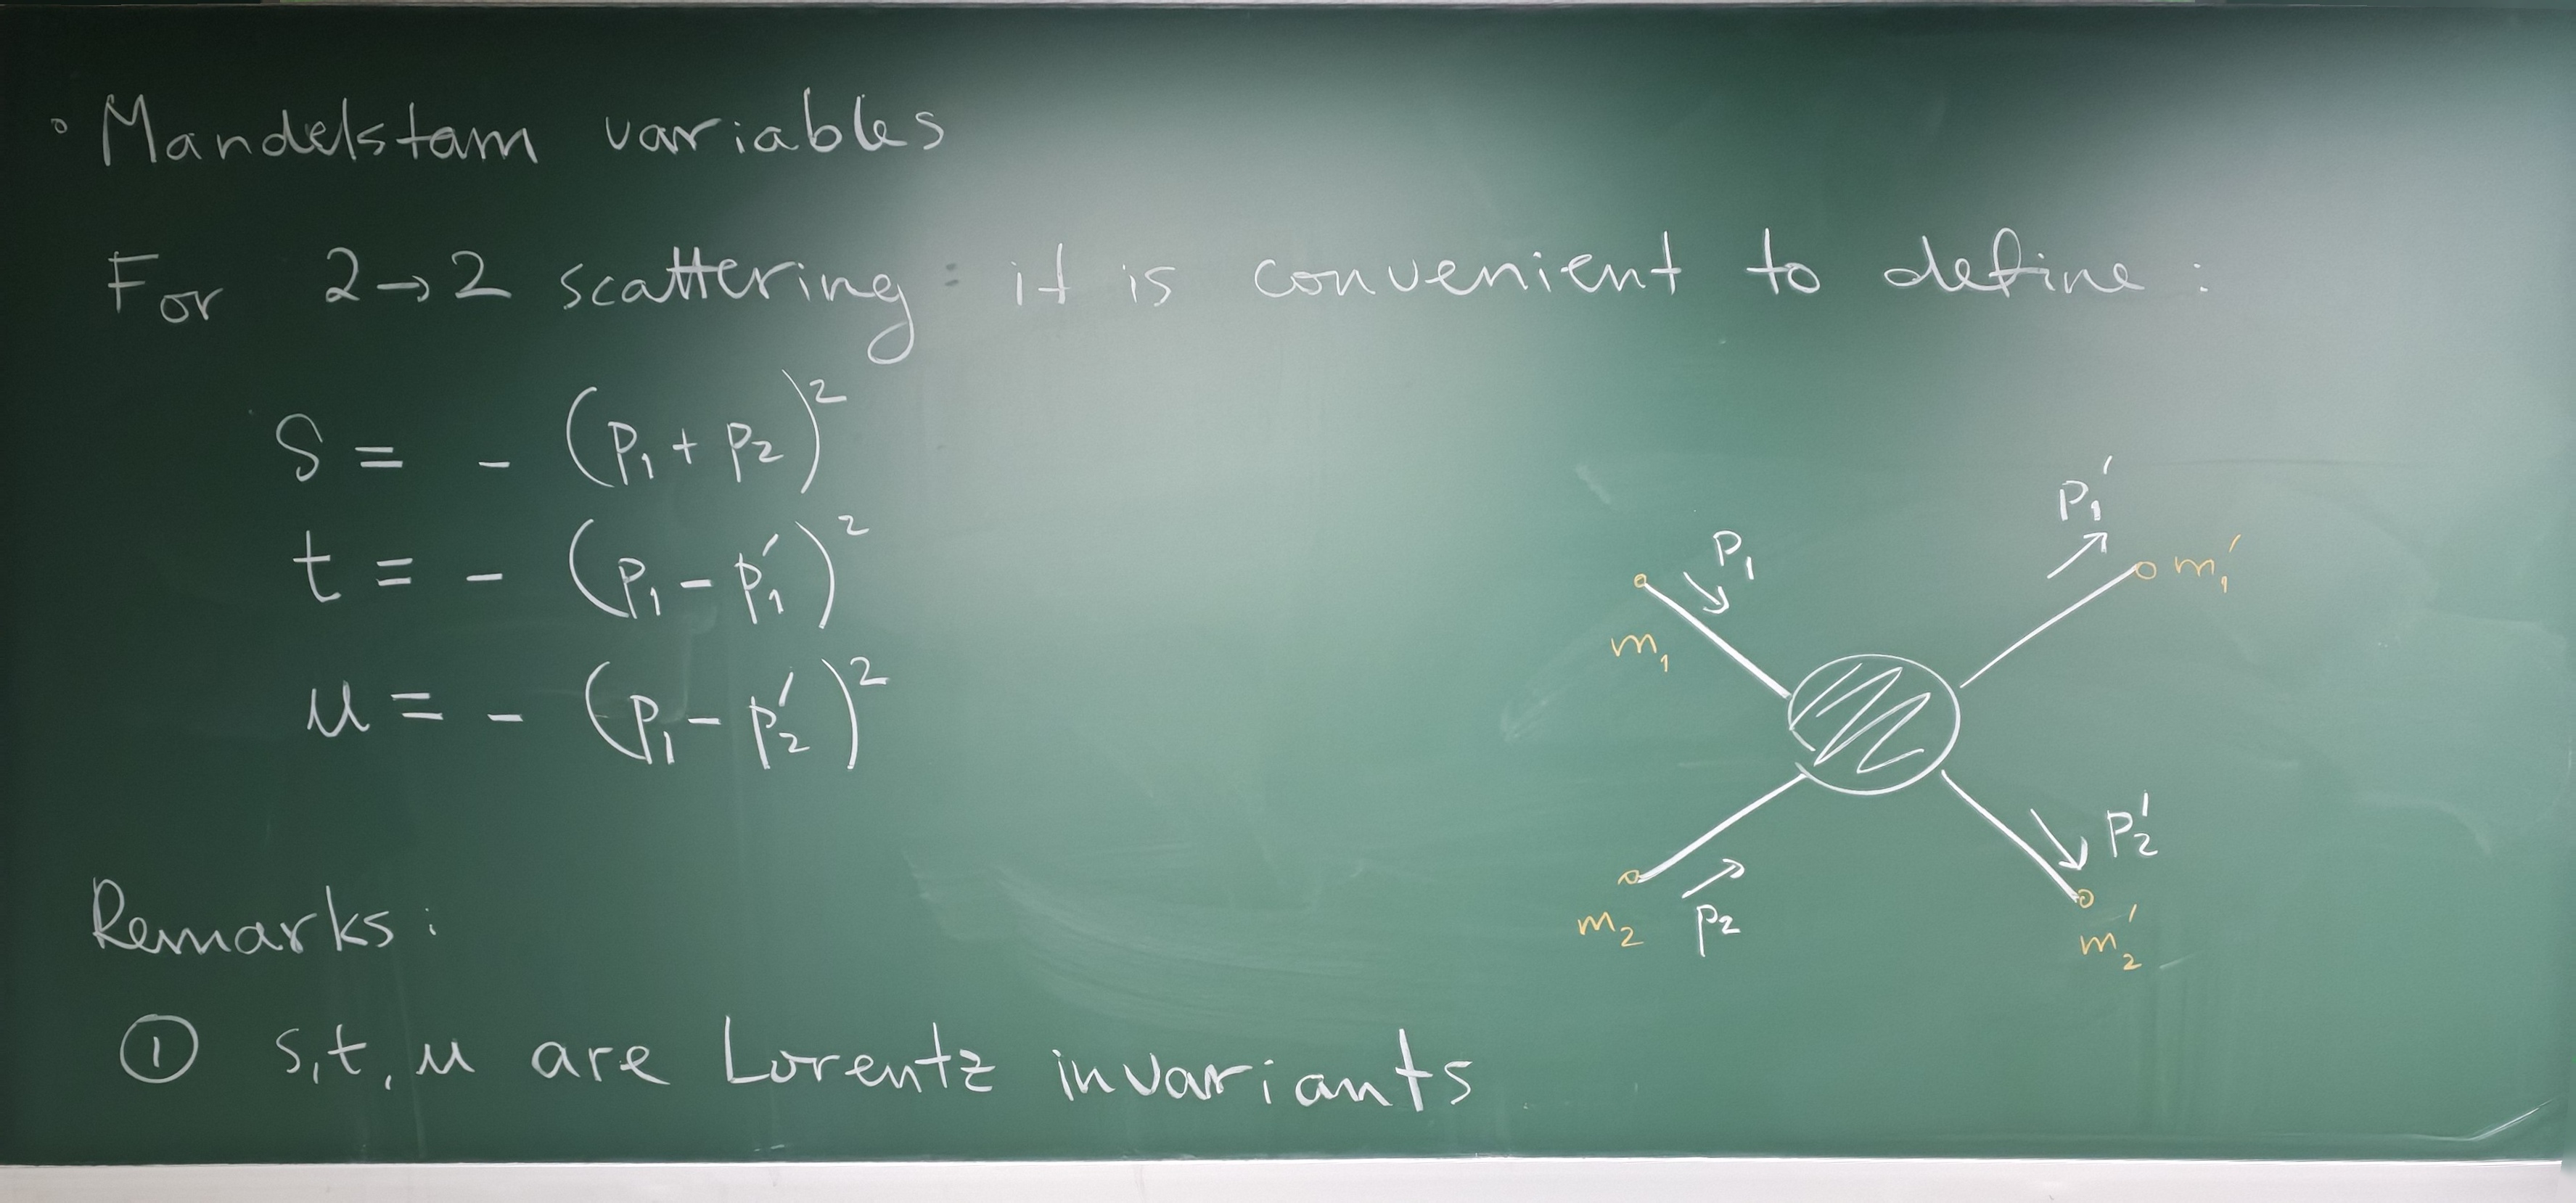 ° Mandelstam variables
For 2→2 scattering : it is convenient to define :
S = - (p₁ + p₂)²
t = - (p₁ - p₁′)²
u = - (p₁ - p₂′)²
p₁′
p₁
m₁′
m₁
p₂′
p₂
m₂
m₂′
Remarks :
① s, t, u are Lorentz invariants